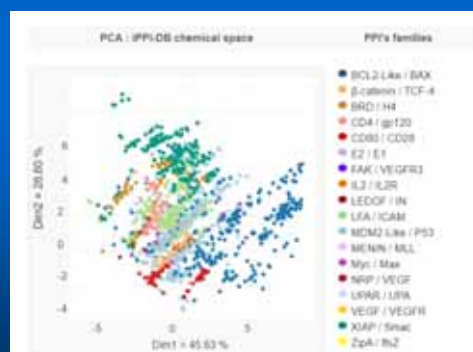 PCA : iPPI-DB chemical space
PPI's families
BCL2-Like / BAX
β-catenin / TCF-4
BRD / H4
CD4 / gp120
CD80 / CD28
E2 / E1
FAK / VEGFR3
IL2 / IL2R
LEDGF / IN
LFA / ICAM
MDM2-Like / P53
MENIN / MLL
Myc / Max
NRP / VEGF
UPAR / UPA
VEGF / VEGFR
XIAP / Smac
ZipA / ftsZ
Dim2 = 28.60 %
6
4
2
0
-2
-4
-5
0
5
Dim1 = 45.63 %